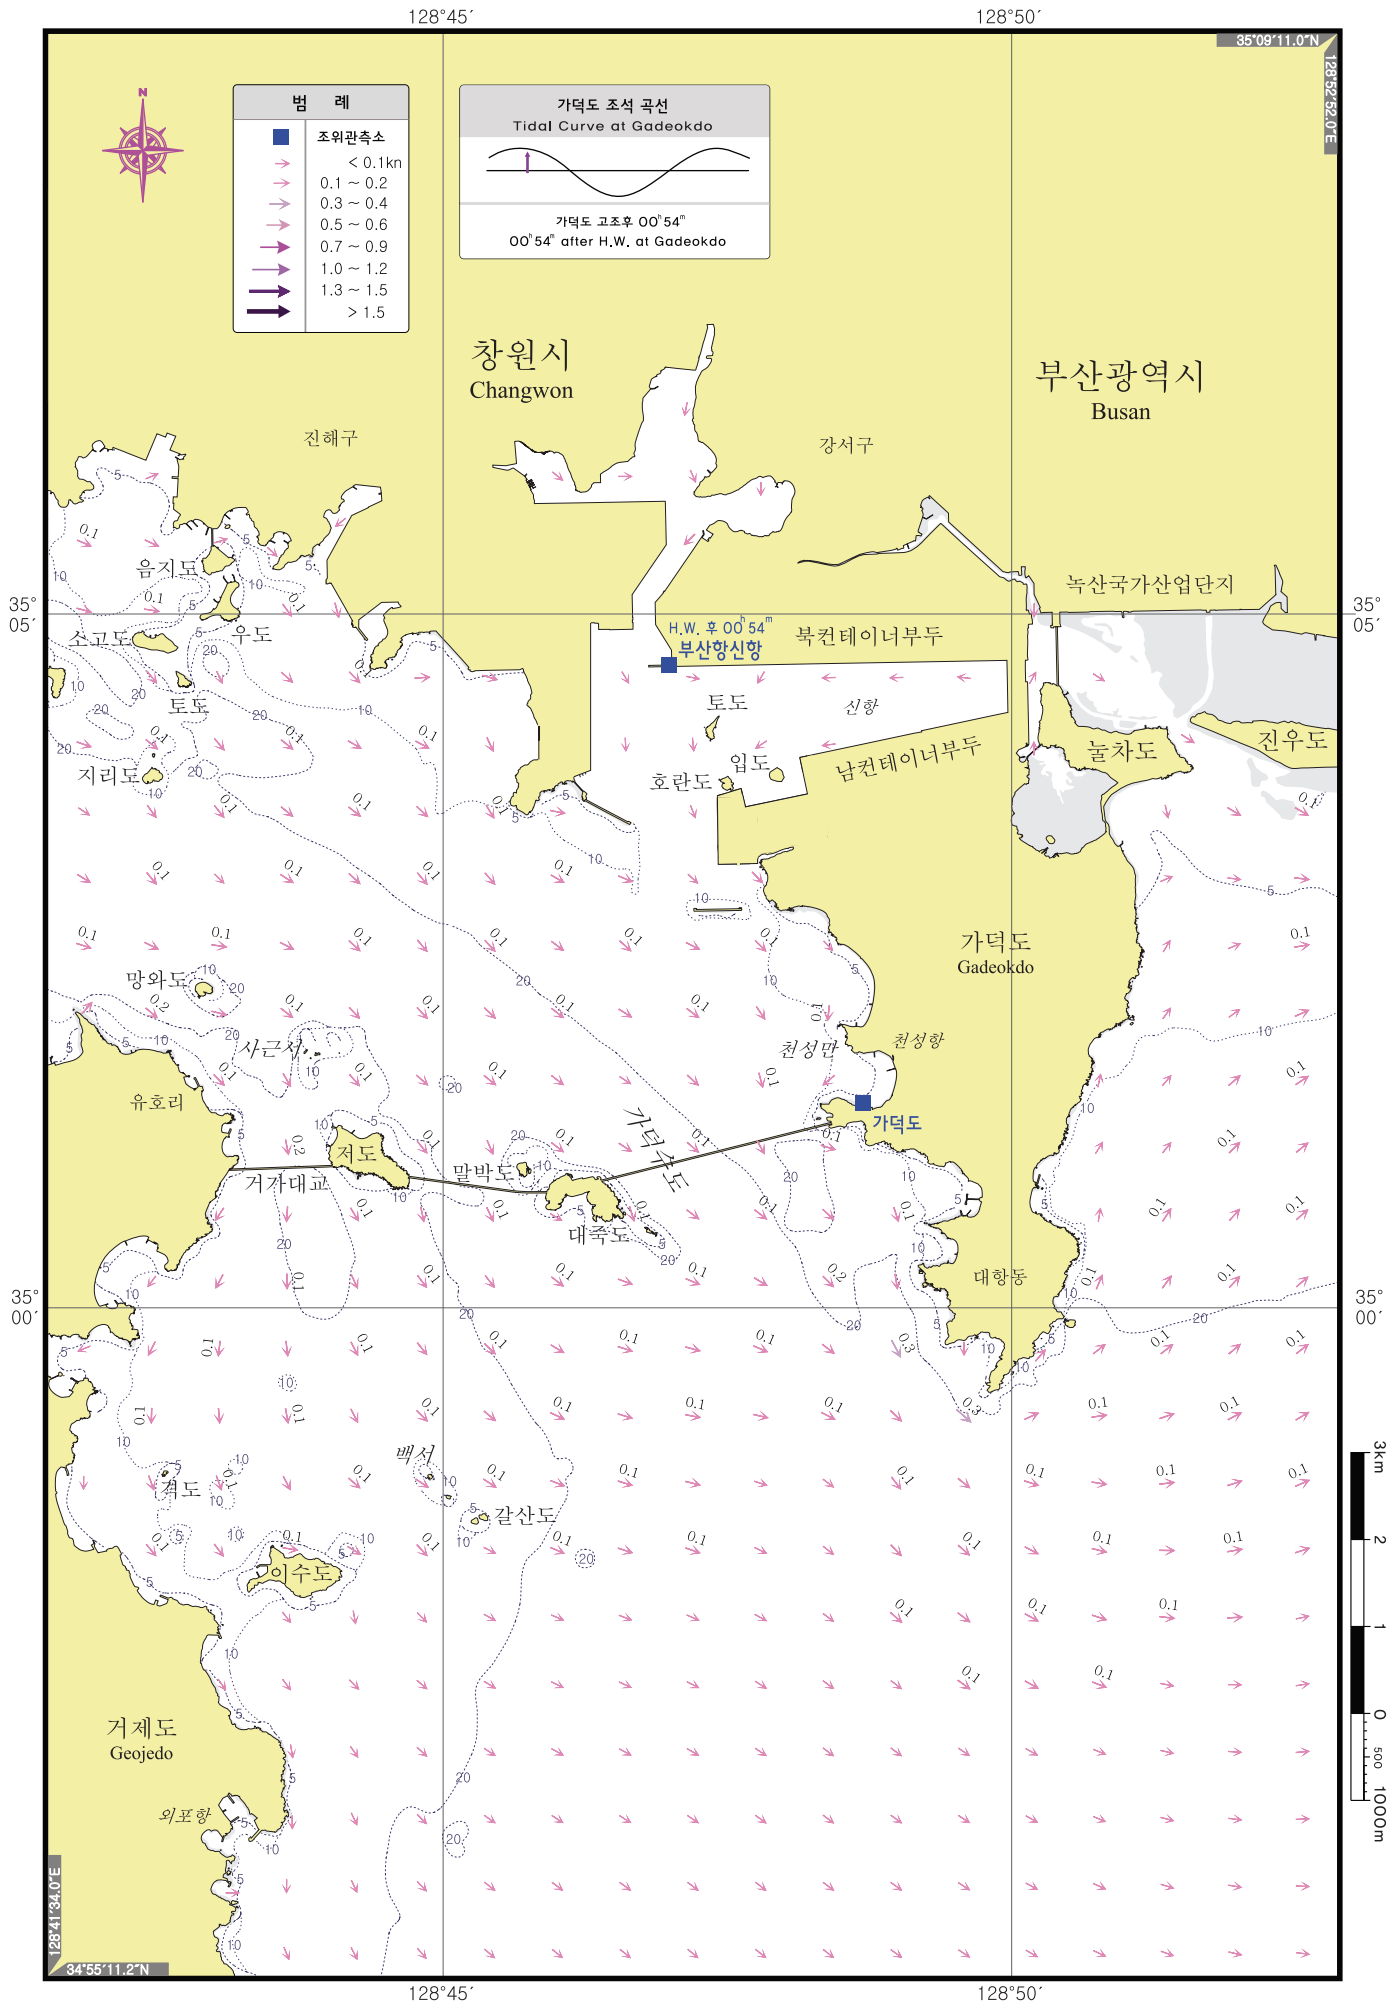 128°45′
128°50′
35°09′11.0″N
128°52′52.0″E
N
범 례
조위관측소
< 0.1kn
0.1 ~ 0.2
0.3 ~ 0.4
0.5 ~ 0.6
0.7 ~ 0.9
1.0 ~ 1.2
1.3 ~ 1.5
> 1.5
가덕도 조석 곡선
Tidal Curve at Gadeokdo
가덕도 고조후 00ʰ54ᵐ
00ʰ54ᵐ after H.W. at Gadeokdo
창원시
Changwon
부산광역시
Busan
진해구
강서구
음지도
녹산국가산업단지
35°
05′
35°
05′
소고도
우도
H.W. 후 00ʰ54ᵐ
부산항신항
북컨테이너부두
토도
토도
신항
지리도
호란도
입도
남컨테이너부두
눌차도
진우도
가덕도
Gadeokdo
망와도
사근서
천성만
천성항
유호리
가덕도
가덕수도
저도
거가대교
말박도
대죽도
대항동
35°
00′
35°
00′
백서
격도
갈산도
이수도
3km
2
1
0
500
1000m
거제도
Geojedo
외포항
128°41′34.0″E
34°55′11.2″N
128°45′
128°50′